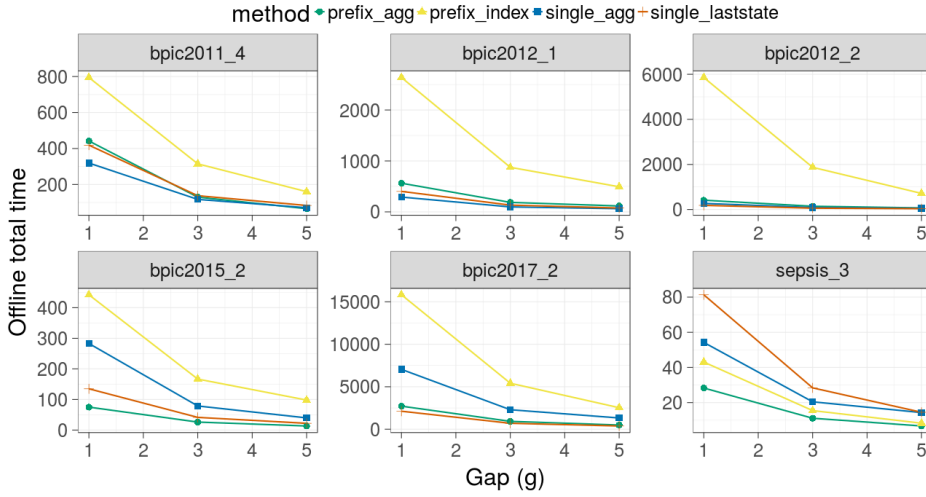 method prefix_agg prefix_index single_agg single_laststate
bpic2011_4 bpic2012_1 bpic2012_2
800 600 400 200
2000 1000 0
6000 4000 2000 0
1 2 3 4 5 1 2 3 4 5 1 2 3 4 5
bpic2015_2 bpic2017_2 sepsis_3
400 300 200 100 0
15000 10000 5000 0
80 60 40 20
1 2 3 4 5 1 2 3 4 5 1 2 3 4 5
Offline total time
Gap (g)